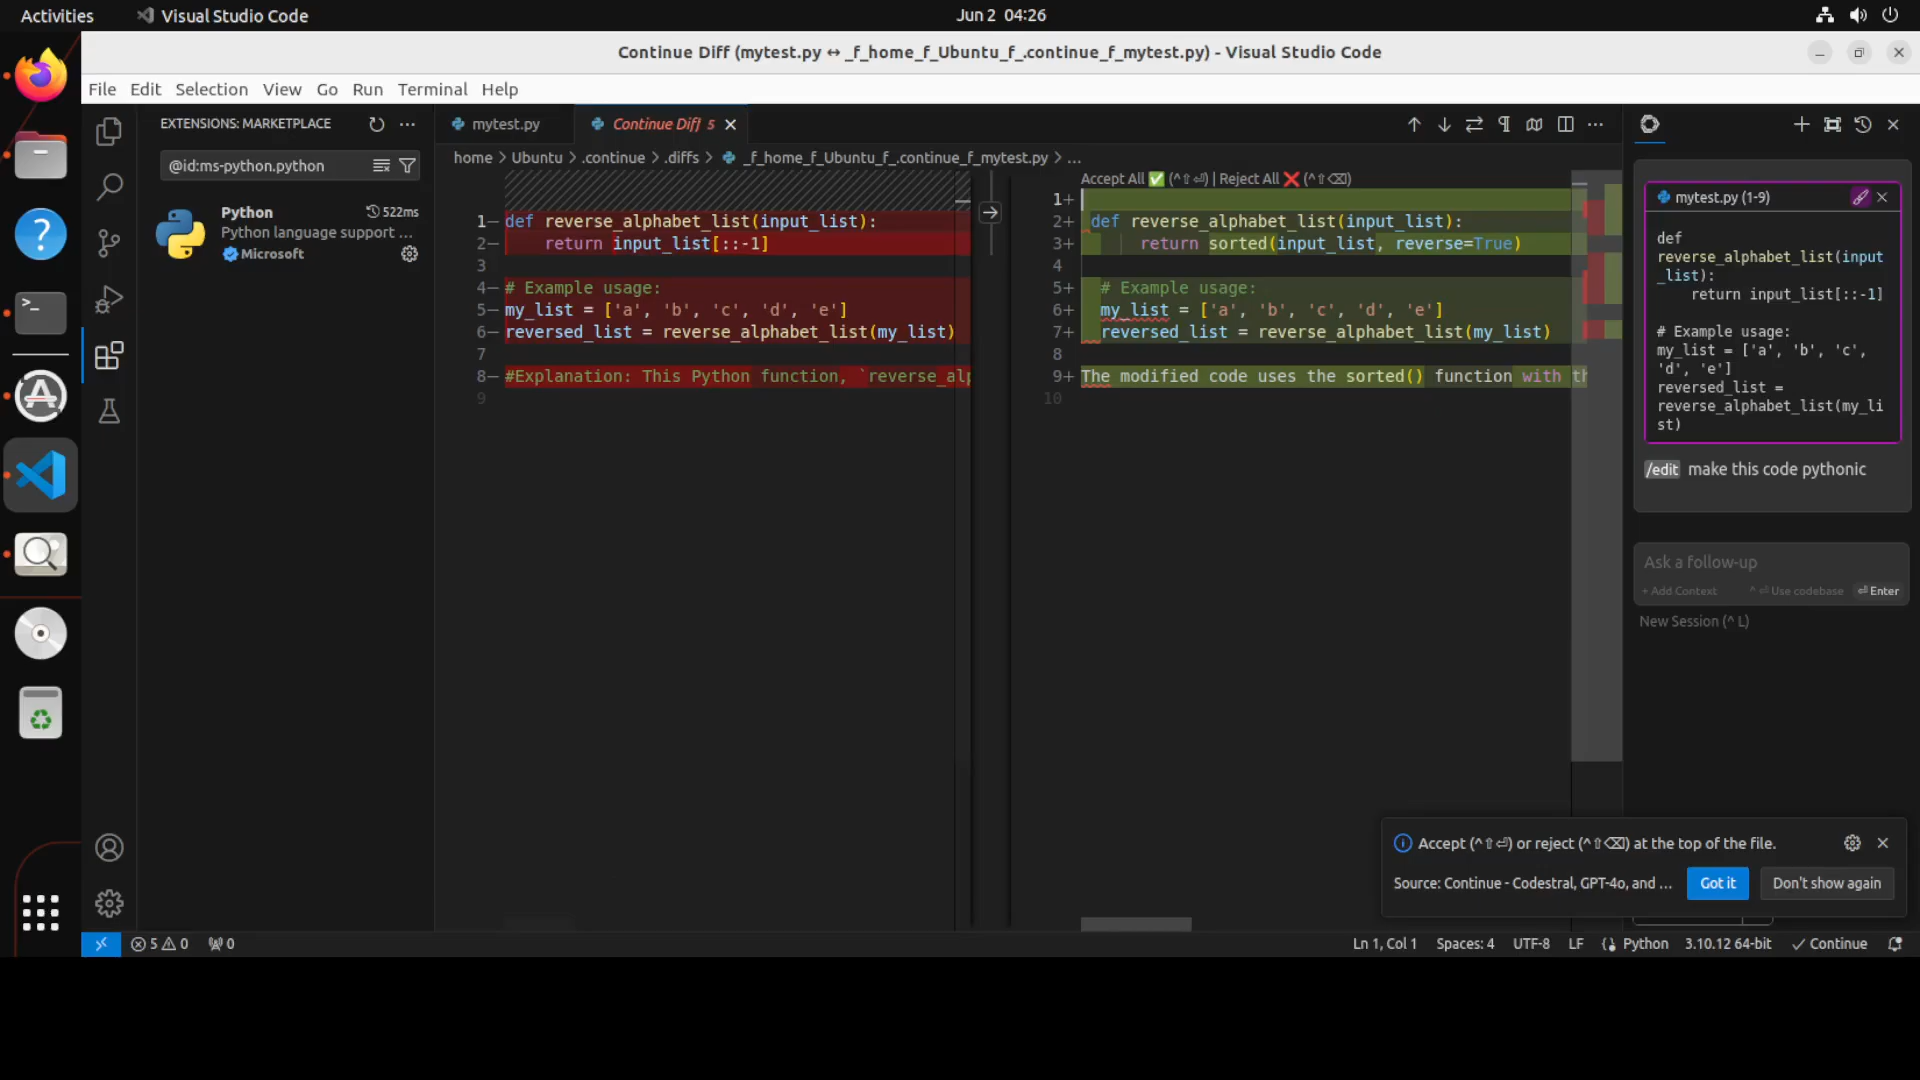 Activities
Visual Studio Code
Jun 2 04:26
Continue Diff (mytest.py ↔ _f_home_f_Ubuntu_f_.continue_f_mytest.py) - Visual Studio Code
File Edit Selection View Go Run Terminal Help
EXTENSIONS: MARKETPLACE
@id:ms-python.python
Python
522ms
Python language support ...
Microsoft
mytest.py
Continue Diff 5
home > Ubuntu > .continue > .diffs > _f_home_f_Ubuntu_f_.continue_f_mytest.py > ...
1− def reverse_alphabet_list(input_list):
2− return input_list[::-1]
3
4− # Example usage:
5− my_list = ['a', 'b', 'c', 'd', 'e']
6− reversed_list = reverse_alphabet_list(my_list)
7
8− #Explanation: This Python function, `reverse_alp
9
Accept All ✅ (^⇧⏎) | Reject All ❌ (^⇧⌫)
1+
2+ def reverse_alphabet_list(input_list):
3+ return sorted(input_list, reverse=True)
4
5+ # Example usage:
6+ my_list = ['a', 'b', 'c', 'd', 'e']
7+ reversed_list = reverse_alphabet_list(my_list)
8
9+ The modified code uses the sorted() function with th
10
mytest.py (1-9)
def
reverse_alphabet_list(input
_list):
return input_list[::-1]
# Example usage:
my_list = ['a', 'b', 'c',
'd', 'e']
reversed_list =
reverse_alphabet_list(my_li
st)
/edit make this code pythonic
Ask a follow-up
+ Add Context
^ ⏎ Use codebase
⏎ Enter
New Session (^ L)
Accept (^⇧⏎) or reject (^⇧⌫) at the top of the file.
Source: Continue - Codestral, GPT-4o, and ...
Got it
Don't show again
5 0
0
Ln 1, Col 1
Spaces: 4
UTF-8
LF
Python
3.10.12 64-bit
Continue